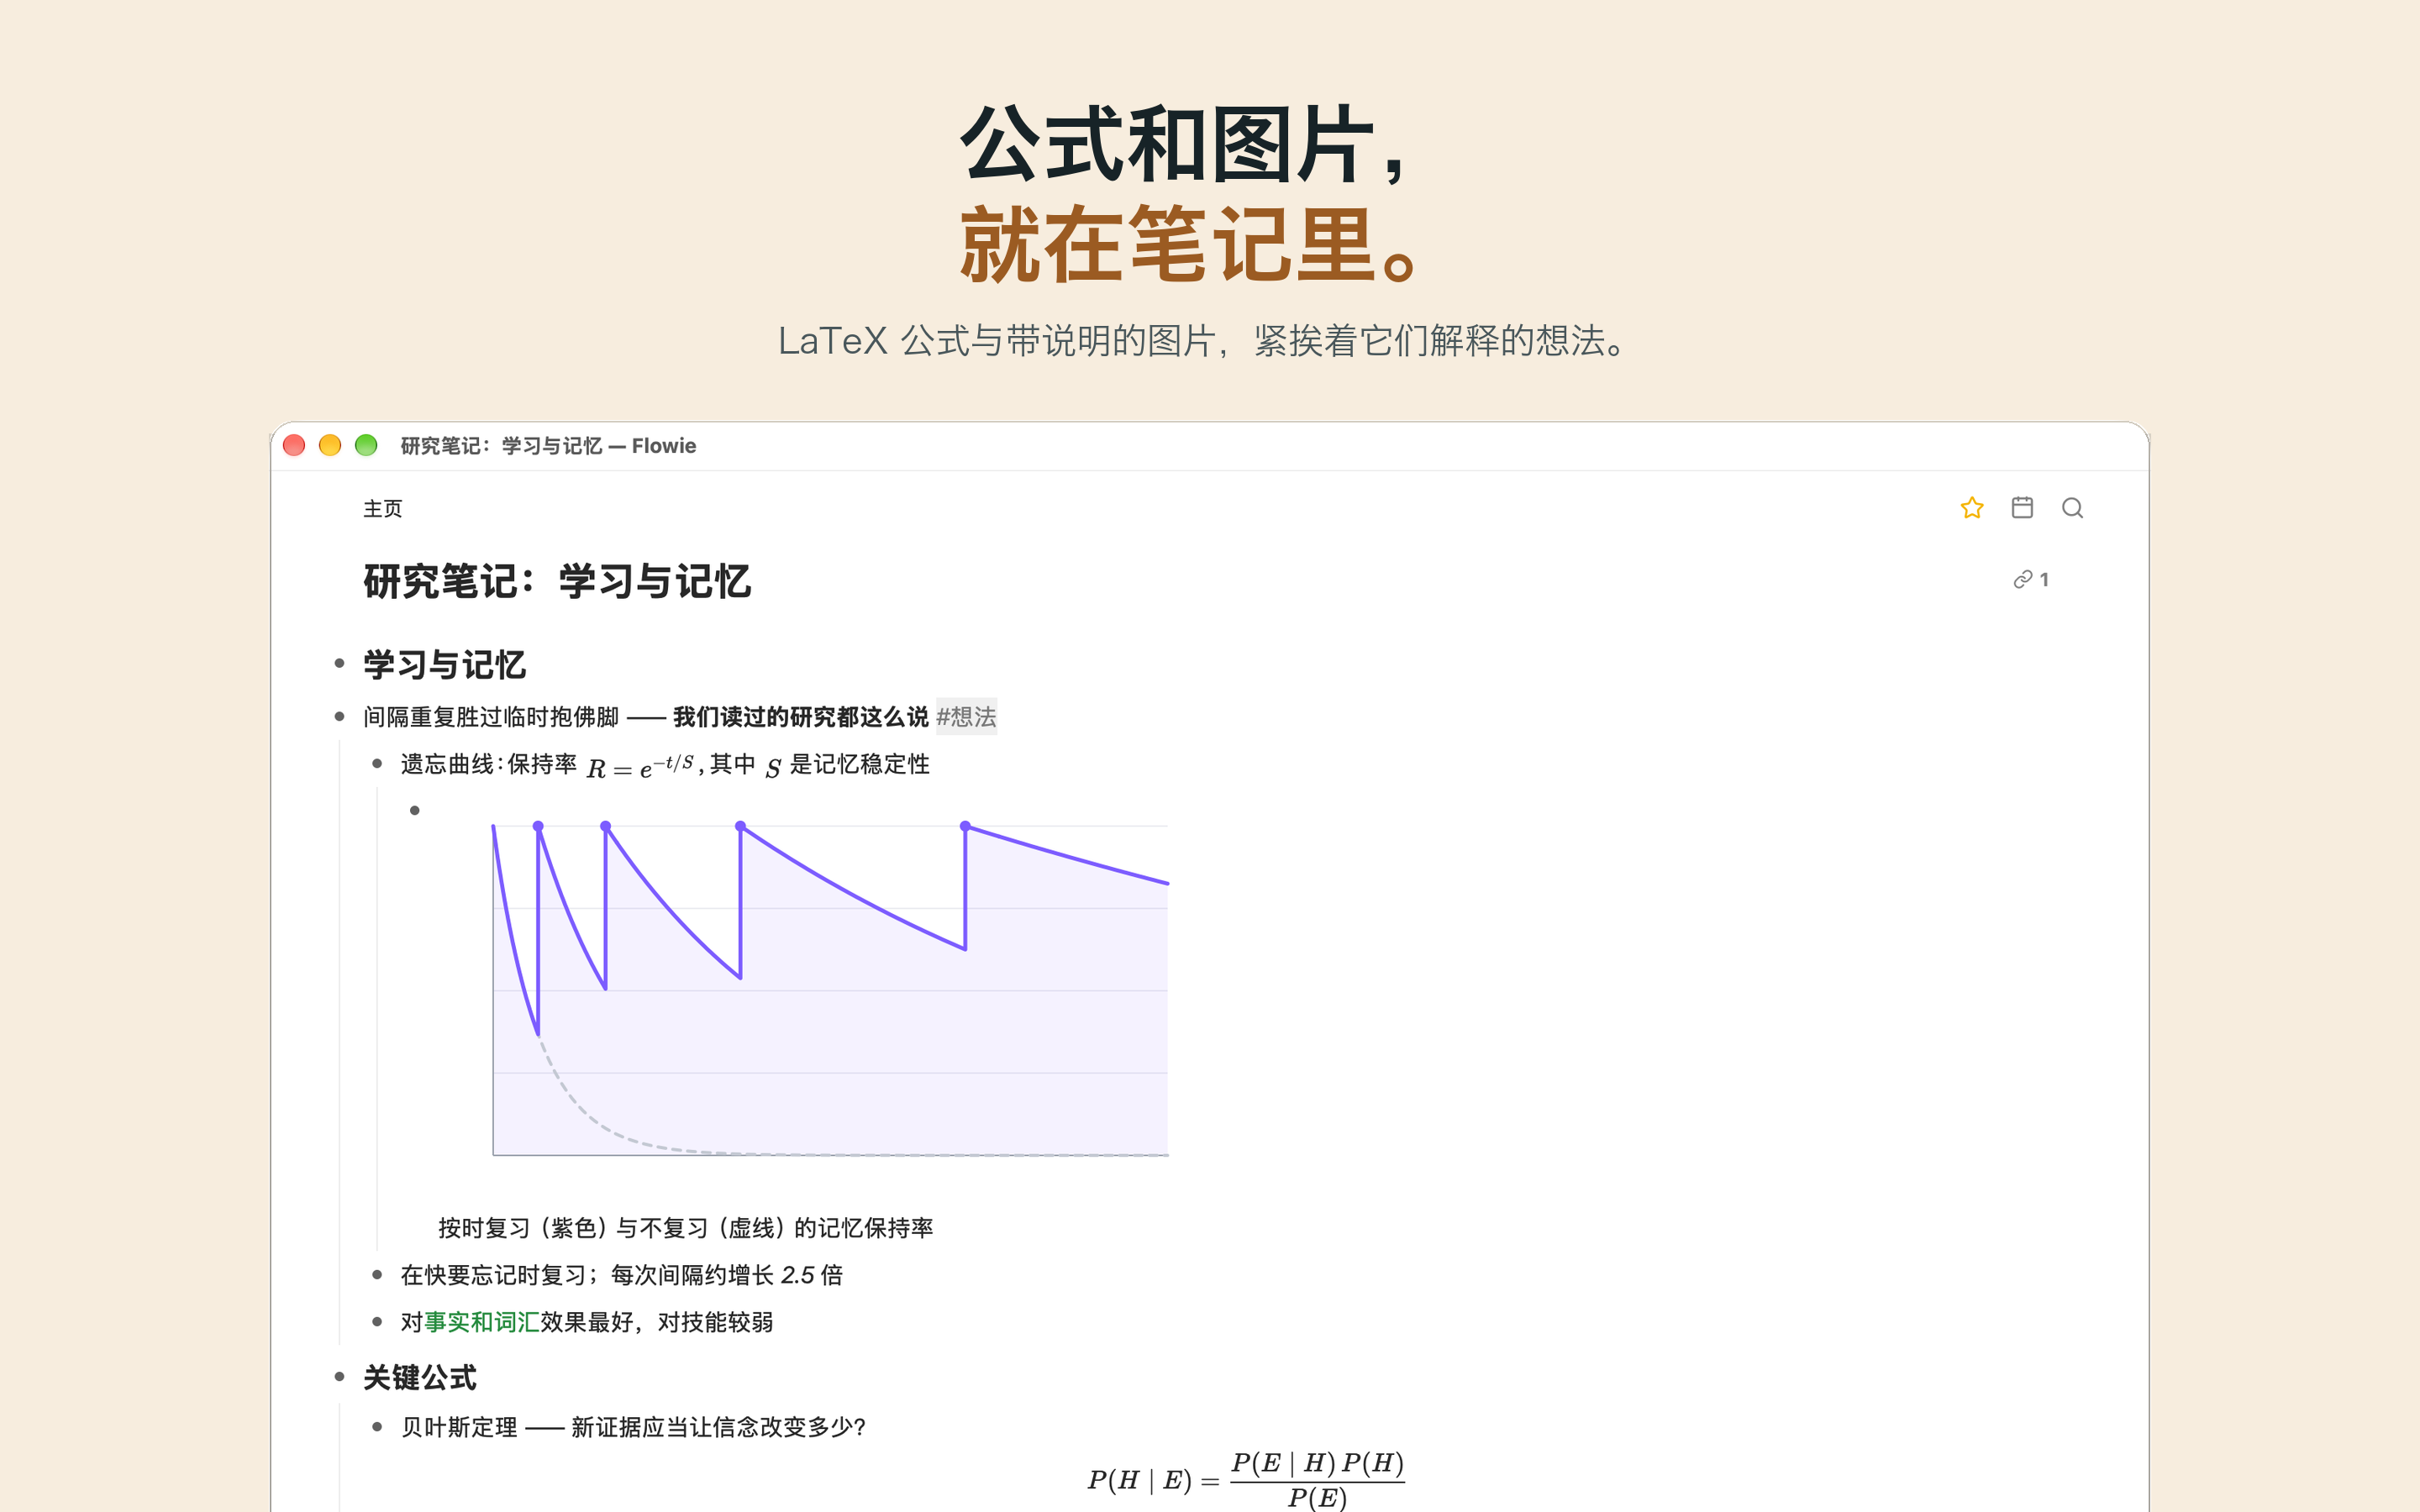 公式和图片，
就在笔记里。
LaTeX 公式与带说明的图片，紧挨着它们解释的想法。
研究笔记：学习与记忆 — Flowie
主页
研究笔记：学习与记忆
1
学习与记忆
间隔重复胜过临时抱佛脚 —— 我们读过的研究都这么说 #想法
遗忘曲线：保持率 R = e^{−t/S}，其中 S 是记忆稳定性
按时复习（紫色）与不复习（虚线）的记忆保持率
在快要忘记时复习；每次间隔约增长 2.5 倍
对事实和词汇效果最好，对技能较弱
关键公式
贝叶斯定理 —— 新证据应当让信念改变多少？
P(H | E) = P(E | H) P(H) / P(E)